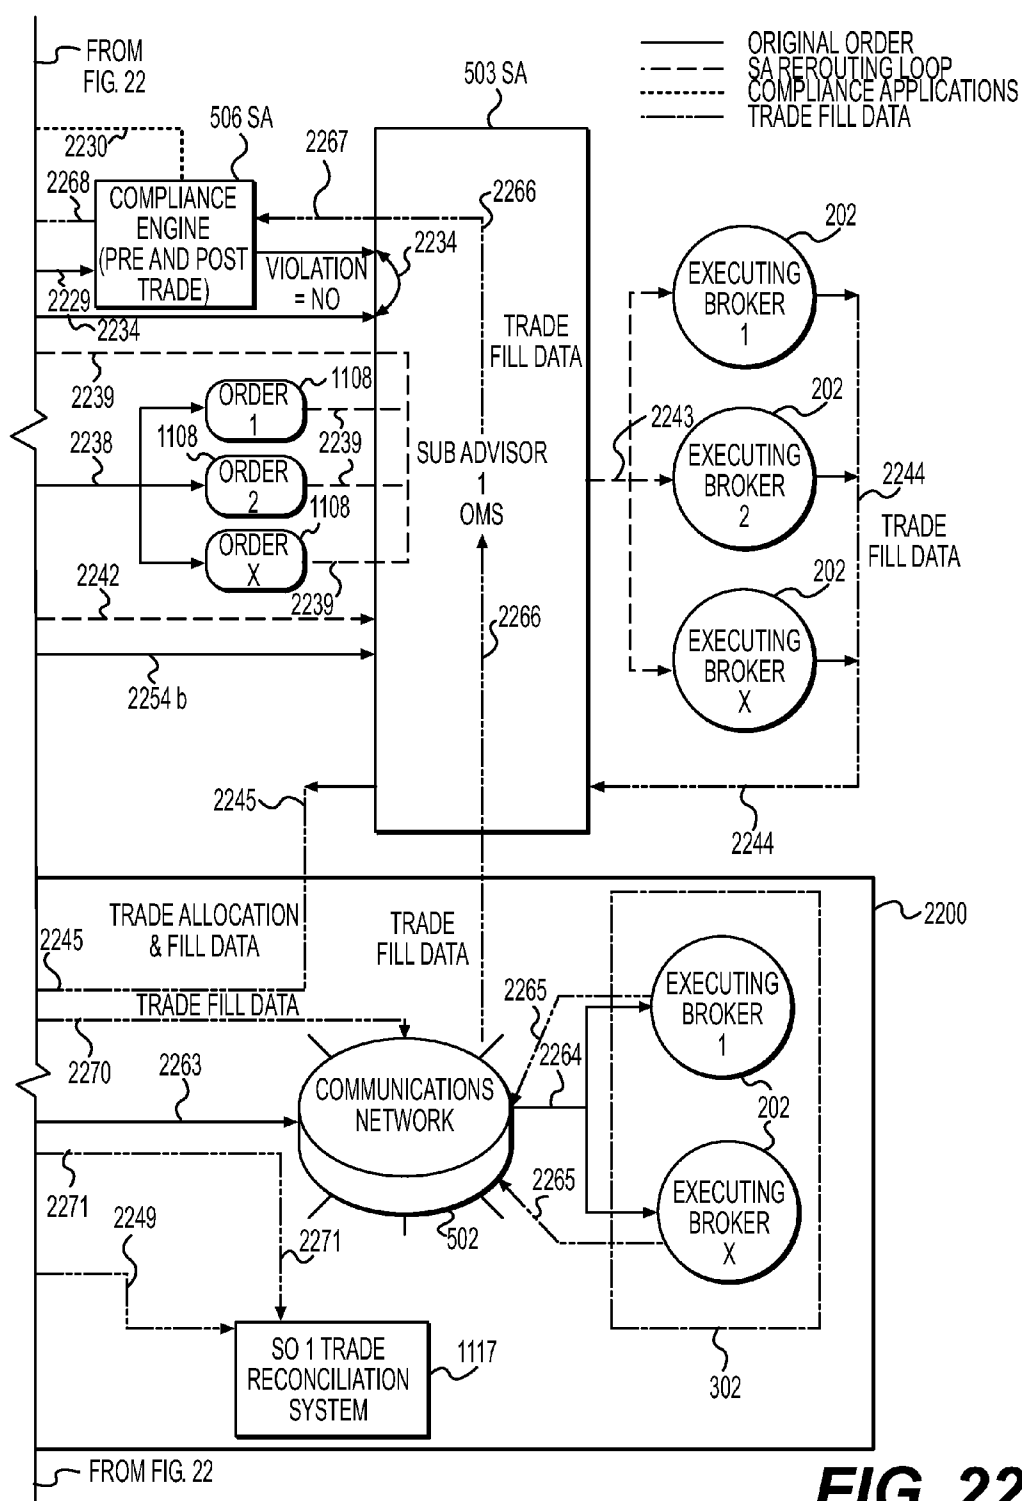 FROM
FIG. 22
ORIGINAL ORDER
SA REROUTING LOOP
COMPLIANCE APPLICATIONS
TRADE FILL DATA
506 SA
503 SA
2230
2267
2268
2266
202
COMPLIANCE
ENGINE
(PRE AND POST
TRADE)
2234
VIOLATION
= NO
2229
2234
EXECUTING
BROKER
1
TRADE
FILL DATA
2239
1108
ORDER
1
2239
202
2243
2238
1108
ORDER
2
2239
SUB ADVISOR
1
OMS
EXECUTING
BROKER
2
2244
TRADE
FILL DATA
1108
ORDER
X
2239
2242
202
2266
EXECUTING
BROKER
X
2254 b
2245
2244
TRADE ALLOCATION
& FILL DATA
TRADE
FILL DATA
2200
2245
TRADE FILL DATA
2265
EXECUTING
BROKER
1
2270
2263
2264
COMMUNICATIONS
NETWORK
202
202
2271
2265
EXECUTING
BROKER
X
2249
2271
502
SO 1 TRADE
RECONCILIATION
SYSTEM
1117
302
FROM FIG. 22
FIG. 22